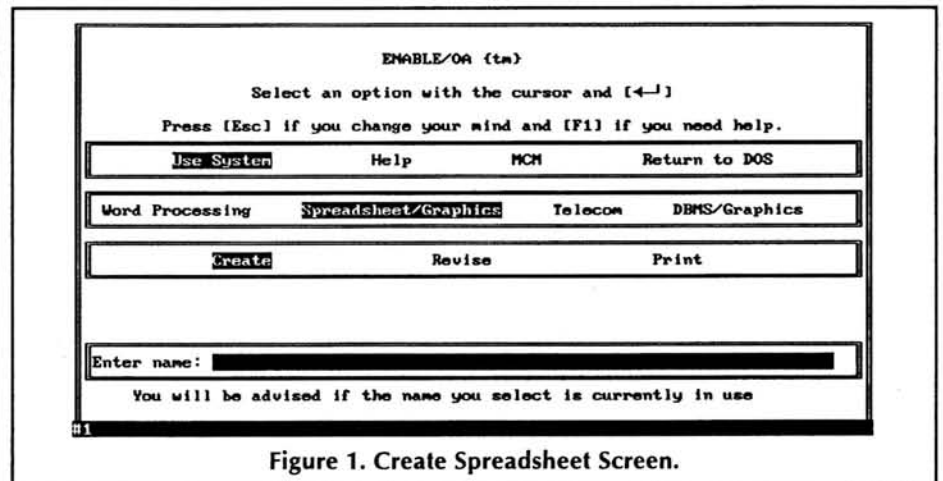 ENABLE/OA {tm}
Select an option with the cursor and [←┘]
Press [Esc] if you change your mind and [F1] if you need help.
Use System Help MCM Return to DOS
Word Processing Spreadsheet/Graphics Telecom DBMS/Graphics
Create Revise Print
Enter name:
You will be advised if the name you select is currently in use
#1
Figure 1. Create Spreadsheet Screen.